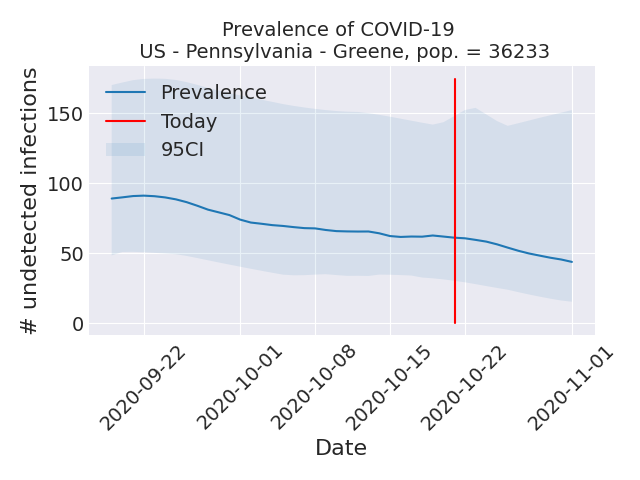 Prevalence of COVID-19
US - Pennsylvania - Greene, pop. = 36233
# undetected infections
150
100
50
0
Prevalence
Today
95CI
2020-09-22
2020-10-01
2020-10-08
2020-10-15
2020-10-22
2020-11-01
Date